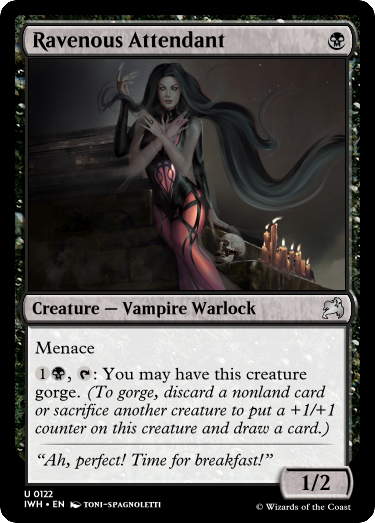 Ravenous Attendant
Creature — Vampire Warlock
Menace
1, : You may have this creature
gorge. (To gorge, discard a nonland card
or sacrifice another creature to put a +1/+1
counter on this creature and draw a card.)
“Ah, perfect! Time for breakfast!”
1/2
U 0122
IWH • EN TONI-SPAGNOLETTI
© Wizards of the Coast